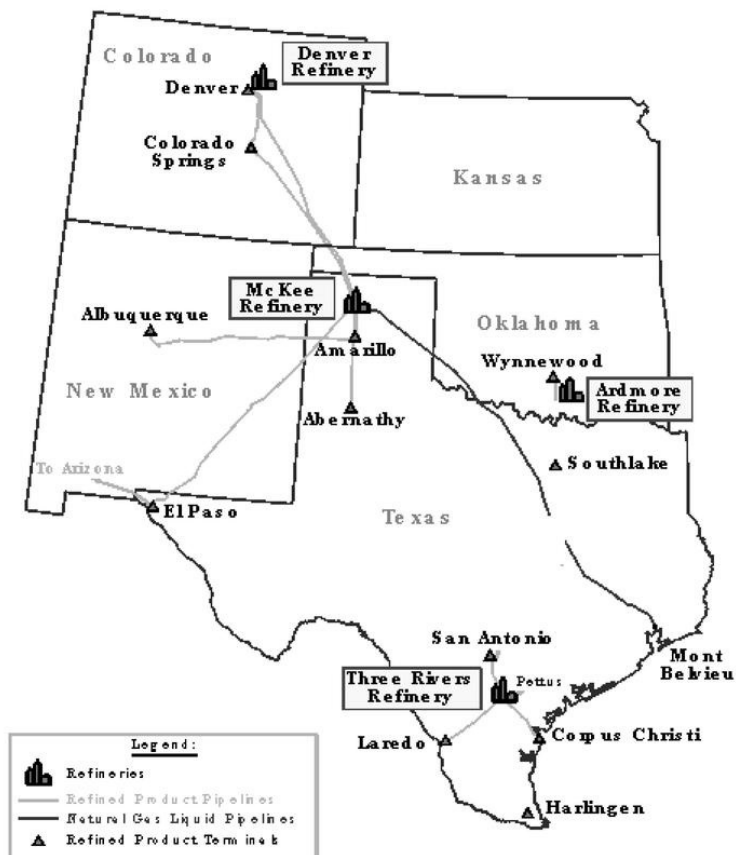 Colorado
Denver
Refinery
Denver
Colorado
Springs
Kansas
McKee
Refinery
Albuquerque
Oklahoma
Amarillo
Wynnewood
New Mexico
Ardmore
Refinery
Abernathy
To Arizona
Southlake
El Paso
Texas
San Antonio
Mont
Belvieu
Three Rivers
Refinery
Pettus
Laredo
Corpus Christi
Harlingen
Legend:
Refineries
Refined Product Pipelines
Natural Gas Liquid Pipelines
Refined Product Terminals